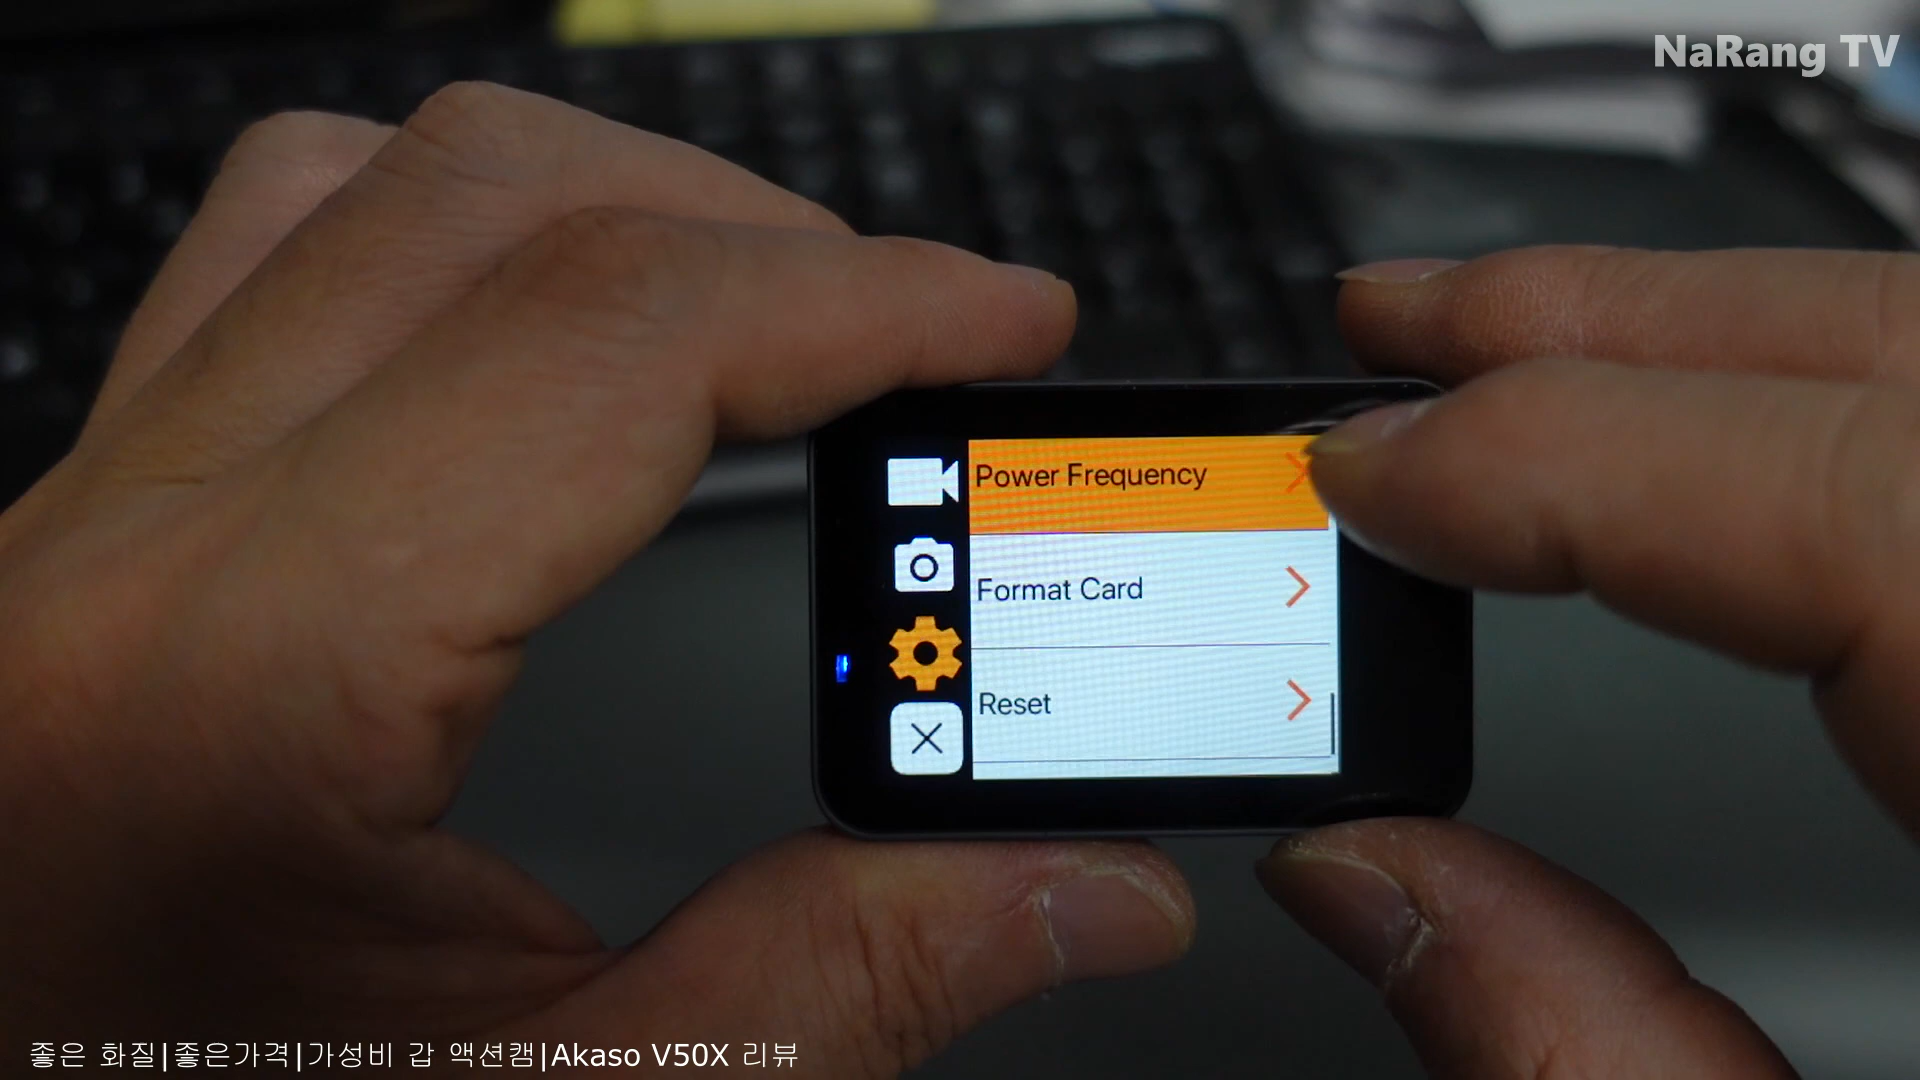 NaRang TV
Power Frequency
Format Card
Reset
좋은 화질|좋은가격|가성비 갑 액션캠|Akaso V50X 리뷰